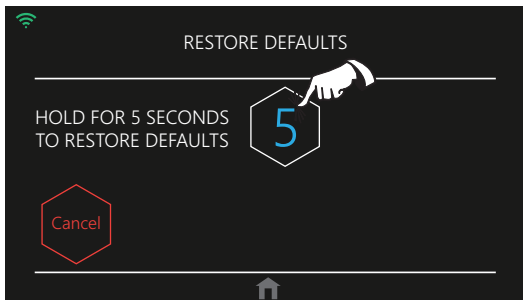 RESTORE DEFAULTS
HOLD FOR 5 SECONDS
TO RESTORE DEFAULTS
5
Cancel